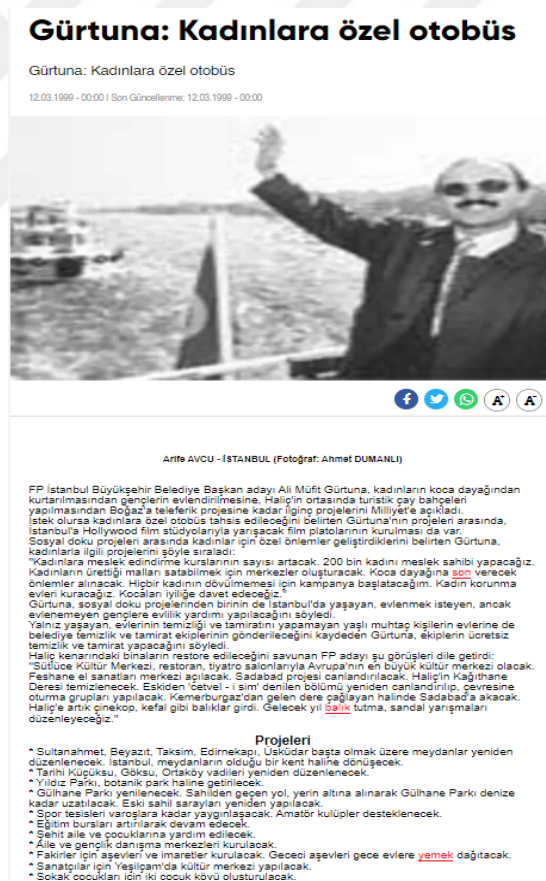 Gürtuna: Kadınlara özel otobüs
Gürtuna: Kadınlara özel otobüs
12.03.1999 - 00:00 | Son Güncellenme: 12.03.1999 - 00:00
A+ A-
Arife AVCU - İSTANBUL (Fotoğraf: Ahmet DUMANLI)
FP İstanbul Büyükşehir Belediye Başkan adayı Ali Müfit Gürtuna, kadınların koca dayağından
kurtarılmasından gençlerin evlendirilmesine, Haliç'in ortasında turistik çay bahçeleri
yapılmasından Boğaz'a teleferik projesine kadar ilginç projelerini Milliyet'e açıkladı.
İstek olursa kadınlara özel otobüs tahsis edileceğini belirten Gürtuna'nın projeleri arasında,
İstanbul'a Hollywood film stüdyolarıyla yarışacak film platolarının kurulması da var.
Sosyal doku projeleri arasında kadınlar için özel önlemler geliştirdiklerini belirten Gürtuna,
kadınlarla ilgili projelerini şöyle sıraladı:
"Kadınlara meslek edindirme kurslarının sayısı artacak. 200 bin kadını meslek sahibi yapacağız.
Kadınların ürettiği malları satabilmek için merkezler oluşturacak. Koca dayağına son verecek
önlemler alınacak. Hiçbir kadının dövülmemesi için kampanya başlatacağım. Kadın korunma
evleri kuracağız. Kocaları iyiliğe davet edeceğiz."
Gürtuna, sosyal doku projelerinden birinin de İstanbul'da yaşayan, evlenmek isteyen, ancak
evlenemeyen gençlere evlilik yardımı yapılacağını söyledi.
Yalnız yaşayan, evlerinin temizliği ve tamiratını yapamayan yaşlı muhtaç kişilerin evlerine de
belediye temizlik ve tamirat ekiplerinin gönderileceğini kaydeden Gürtuna, ekiplerin ücretsiz
temizlik ve tamirat yapacağını söyledi.
Haliç kenarındaki binaların restore edileceğini savunan FP adayı şu görüşleri dile getirdi:
"Sütlüce Kültür Merkezi, restoran, tiyatro salonlarıyla Avrupa'nın en büyük kültür merkezi olacak.
Feshane el sanatları merkezi açılacak. Sadabad projesi canlandırılacak. Haliç'in Kağıthane
Deresi temizlenecek. Eskiden 'cetvel - i sim' denilen bölümü yeniden canlandırılıp, çevresine
oturma grupları yapılacak. Kemerburgaz'dan gelen dere çağlayan halinde Sadabad'a akacak.
Haliç'e artık çinekop, kefal gibi balıklar girdi. Gelecek yıl balık tutma, sandal yarışmaları
düzenleyeceğiz."
Projeleri
* Sultanahmet, Beyazıt, Taksim, Edirnekapı, Üsküdar başta olmak üzere meydanlar yeniden
düzenlenecek. İstanbul, meydanların olduğu bir kent haline dönüşecek.
* Tarihi Küçüksu, Göksu, Ortaköy vadileri yeniden düzenlenecek.
* Yıldız Parkı, botanik park haline getirilecek.
* Gülhane Parkı yenilenecek. Sahilden geçen yol, yerin altına alınarak Gülhane Parkı denize
kadar uzatılacak. Eski sahil sarayları yeniden yapılacak.
* Spor tesisleri varoşlara kadar yaygınlaşacak. Amatör kulüpler desteklenecek.
* Eğitim bursları artırılarak devam edecek.
* Şehit aile ve çocuklarına yardım edilecek.
* Aile ve gençlik danışma merkezleri kurulacak.
* Fakirler için aşevleri ve imaretler kurulacak. Gececi aşevleri gece evlere yemek dağıtacak.
* Sanatçılar için Yeşilçam'da kültür merkezi yapılacak.
* Sokak çocukları için iki çocuk köyü oluşturulacak.